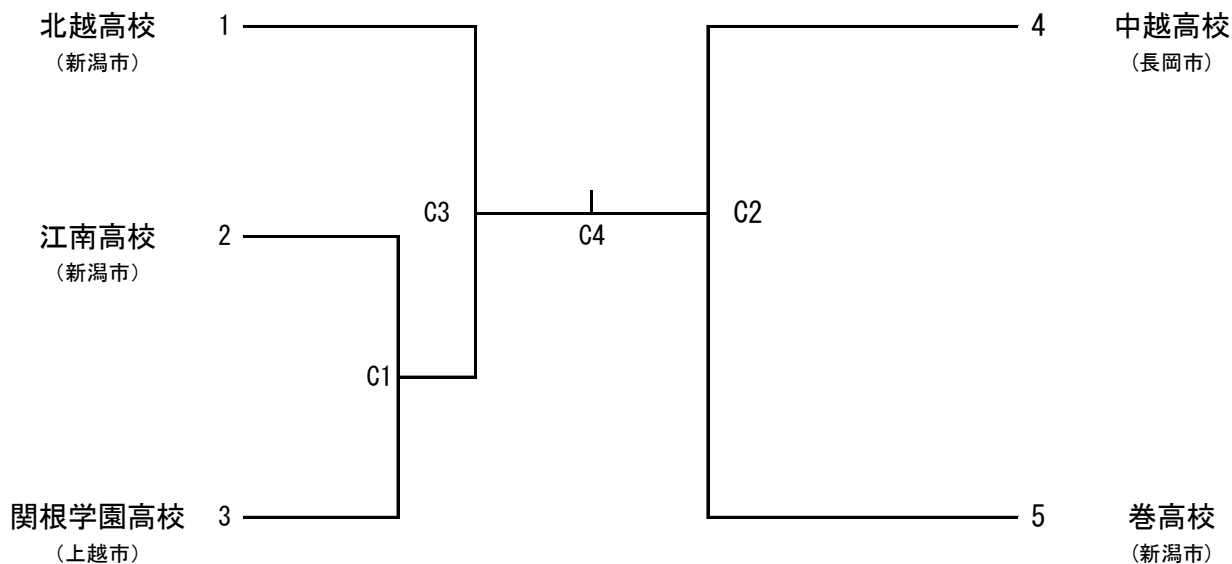 北越高校 1
（新潟市）
4 中越高校
（長岡市）
C3
C4
C2
江南高校 2
（新潟市）
C1
関根学園高校 3
（上越市）
5 巻高校
（新潟市）